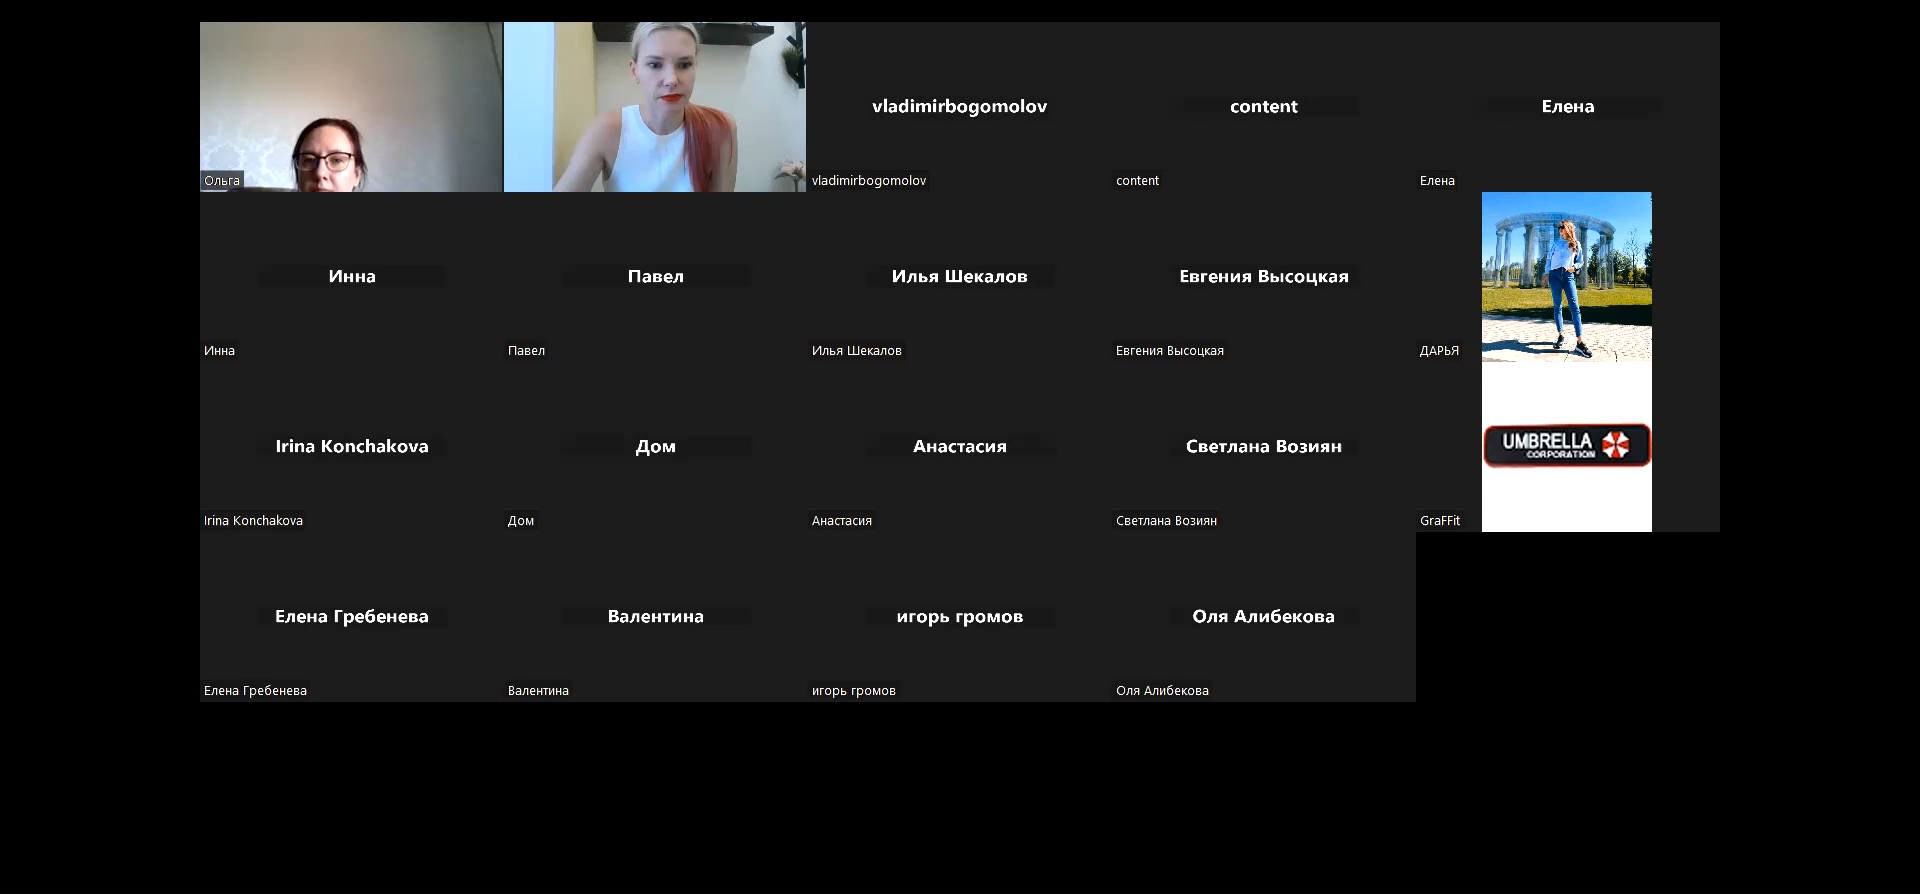 Ольга
vladimirbogomolov
vladimirbogomolov
content
content
Елена
Елена
Инна
Инна
Павел
Павел
Илья Шекалов
Илья Шекалов
Евгения Высоцкая
Евгения Высоцкая
ДАРЬЯ
Irina Konchakova
Irina Konchakova
Дом
Дом
Анастасия
Анастасия
Светлана Возиян
Светлана Возиян
UMBRELLA
CORPORATION
GraFFit
Елена Гребенева
Елена Гребенева
Валентина
Валентина
игорь громов
игорь громов
Оля Алибекова
Оля Алибекова